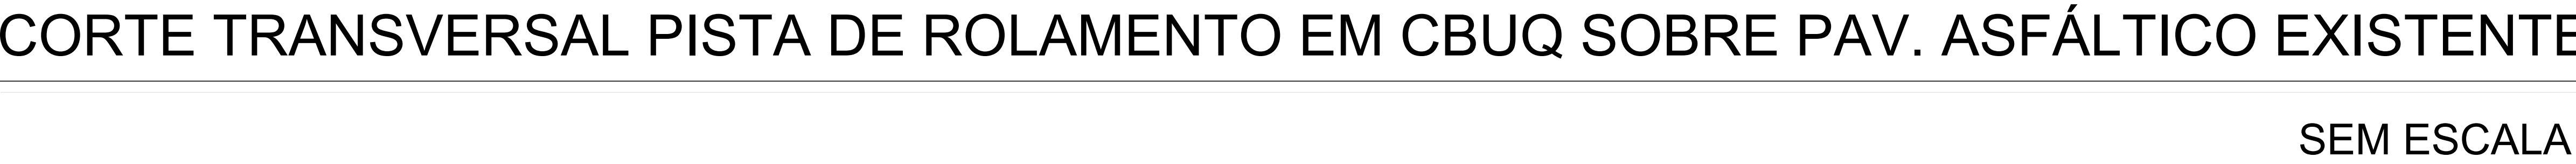 CORTE TRANSVERSAL PISTA DE ROLAMENTO EM CBUQ SOBRE PAV. ASFÁLTICO EXISTENTE
SEM ESCALA